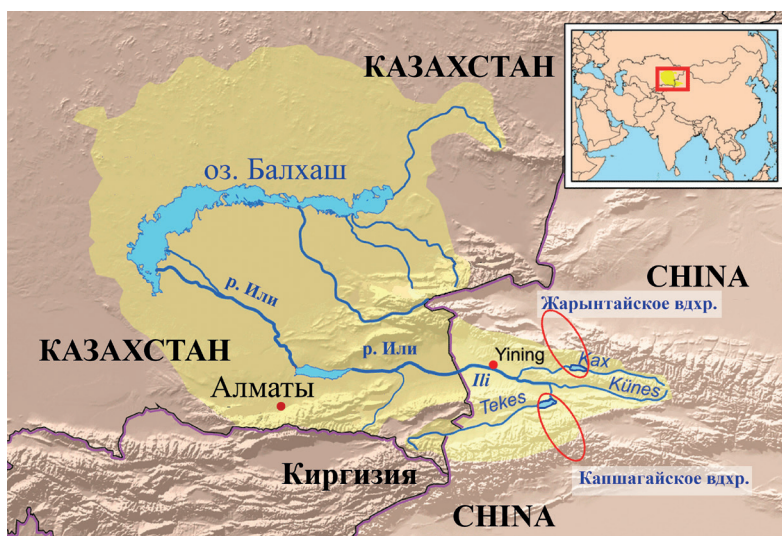 КАЗАХСТАН
оз. Балхаш
CHINA
Жарынтайское вдхр.
р. Или
КАЗАХСТАН
р. Или
Yining
Kax
Ili
Künes
Алматы
Tekes
Киргизия
Капшагайское вдхр.
CHINA